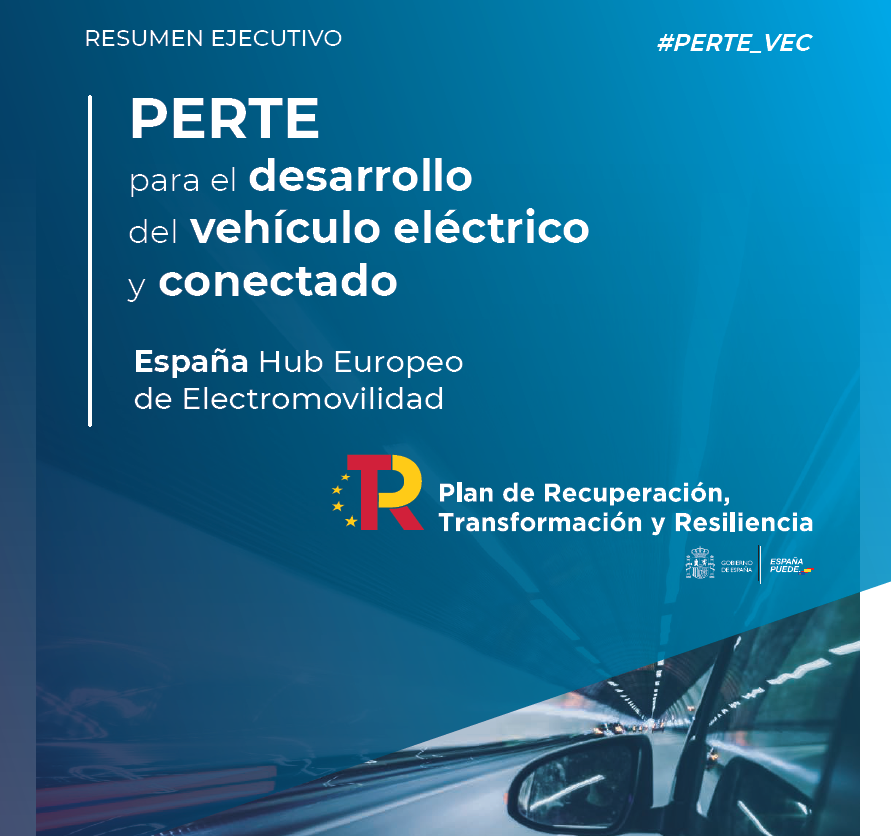 RESUMEN EJECUTIVO
#PERTE_VEC
PERTE
para el desarrollo
del vehículo eléctrico
y conectado
España Hub Europeo
de Electromovilidad
Plan de Recuperación,
Transformación y Resiliencia
GOBIERNO
DE ESPAÑA
ESPAÑA
PUEDE.